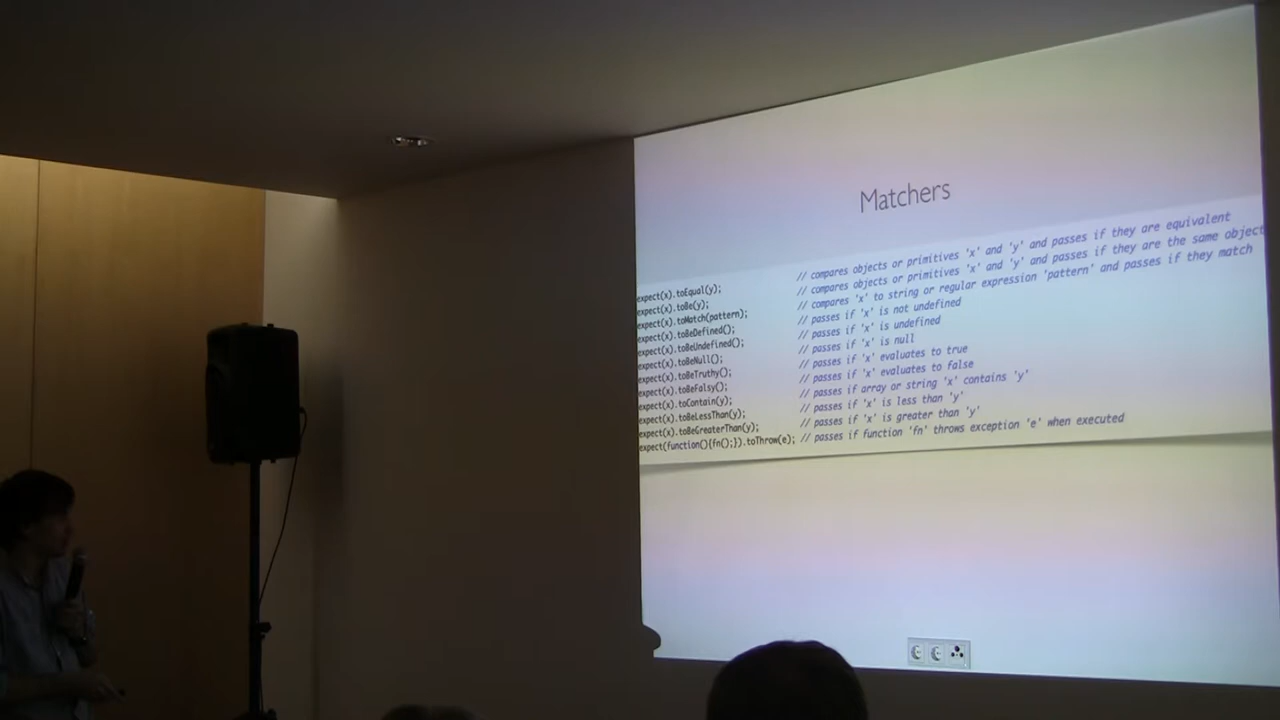 Matchers
expect(x).toEqual(y); // compares objects or primitives 'x' and 'y' and passes if they are equivalent
expect(x).toBe(y); // compares objects or primitives 'x' and 'y' and passes if they are the same object
expect(x).toMatch(pattern); // compares 'x' to string or regular expression 'pattern' and passes if they match
expect(x).toBeDefined(); // passes if 'x' is not undefined
expect(x).toBeUndefined(); // passes if 'x' is undefined
expect(x).toBeNull(); // passes if 'x' is null
expect(x).toBeTruthy(); // passes if 'x' evaluates to true
expect(x).toBeFalsy(); // passes if 'x' evaluates to false
expect(x).toContain(y); // passes if array or string 'x' contains 'y'
expect(x).toBeLessThan(y); // passes if 'x' is less than 'y'
expect(x).toBeGreaterThan(y); // passes if 'x' is greater than 'y'
expect(function(){fn();}).toThrow(e); // passes if function 'fn' throws exception 'e' when executed